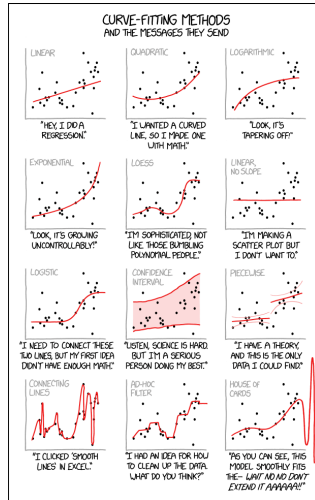 CURVE-FITTING METHODS
AND THE MESSAGES THEY SEND
LINEAR
"HEY, I DID A
REGRESSION."
QUADRATIC
"I WANTED A CURVED
LINE, SO I MADE ONE
WITH MATH."
LOGARITHMIC
"LOOK, IT'S
TAPERING OFF!"
EXPONENTIAL
"LOOK, IT'S GROWING
UNCONTROLLABLY!"
LOESS
"I'M SOPHISTICATED, NOT
LIKE THOSE BUMBLING
POLYNOMIAL PEOPLE."
LINEAR,
NO SLOPE
"I'M MAKING A
SCATTER PLOT BUT
I DON'T WANT TO."
LOGISTIC
"I NEED TO CONNECT THESE
TWO LINES, BUT MY FIRST IDEA
DIDN'T HAVE ENOUGH MATH."
CONFIDENCE
INTERVAL
"LISTEN, SCIENCE IS HARD.
BUT I'M A SERIOUS
PERSON DOING MY BEST."
PIECEWISE
"I HAVE A THEORY,
AND THIS IS THE ONLY
DATA I COULD FIND."
CONNECTING
LINES
"I CLICKED 'SMOOTH
LINES' IN EXCEL."
AD-HOC
FILTER
"I HAD AN IDEA FOR HOW
TO CLEAN UP THE DATA.
WHAT DO YOU THINK?"
HOUSE OF
CARDS
"AS YOU CAN SEE, THIS
MODEL SMOOTHLY FITS
THE- WAIT NO NO DON'T
EXTEND IT AAAAAA!!"